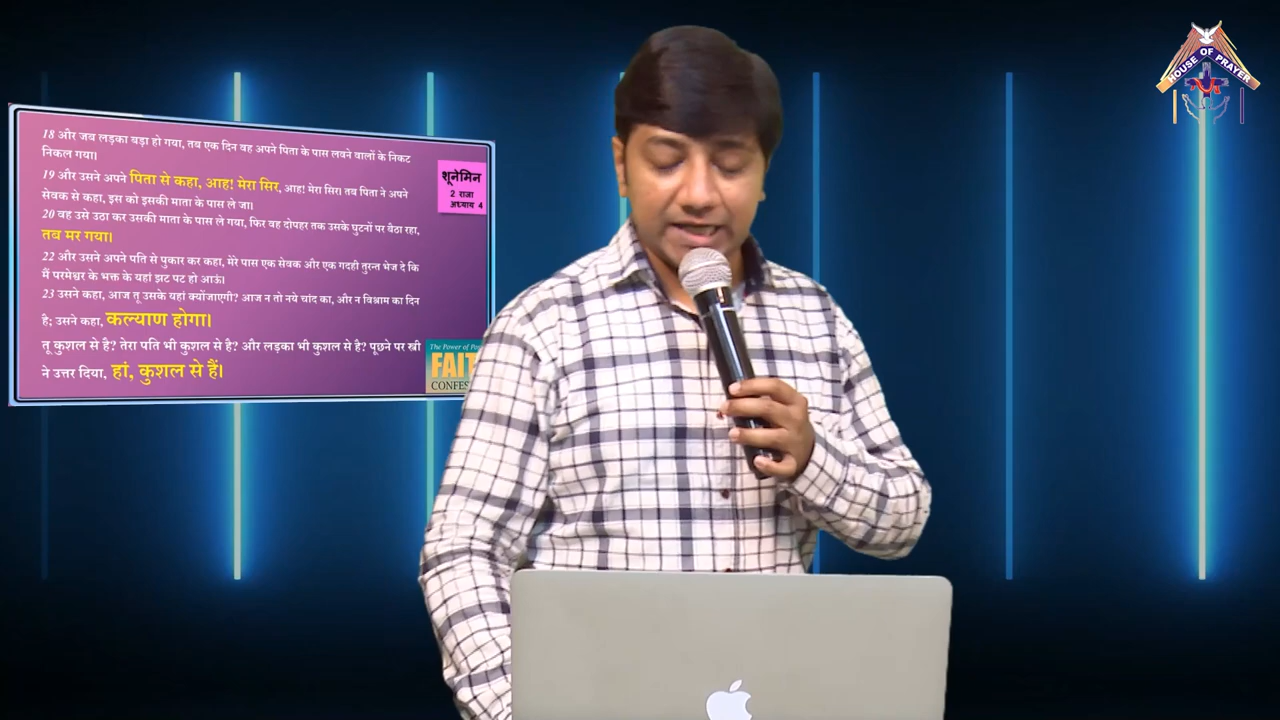 18 और जब लड़का बड़ा हो गया, तब एक दिन वह अपने पिता के पास लवने वालों के निकट
निकल गया।
19 और उसने अपने पिता से कहा, आह! मेरा सिर, आह! मेरा सिर। तब पिता ने अपने
सेवक से कहा, इस को इसकी माता के पास ले जा।
20 वह उसे उठा कर उसकी माता के पास ले गया, फिर वह दोपहर तक उसके घुटनों पर बैठा रहा,
तब मर गया।
22 और उसने अपने पति से पुकार कर कहा, मेरे पास एक सेवक और एक गदही तुरन्त भेज दे कि
मैं परमेश्वर के भक्त के यहां झट पट हो आऊं।
23 उसने कहा, आज तू उसके यहां क्योंजाएगी? आज न तो नये चांद का, और न विश्राम का दिन
है; उसने कहा, कल्याण होगा।
तू कुशल से है? तेरा पति भी कुशल से है? और लड़का भी कुशल से है? पूछने पर स्त्री
ने उत्तर दिया, हां, कुशल से हैं।
शूनेमिन
2 राजा
अध्याय 4
The Power of
FAIT
CONFES
HOUSE OF PRAYER